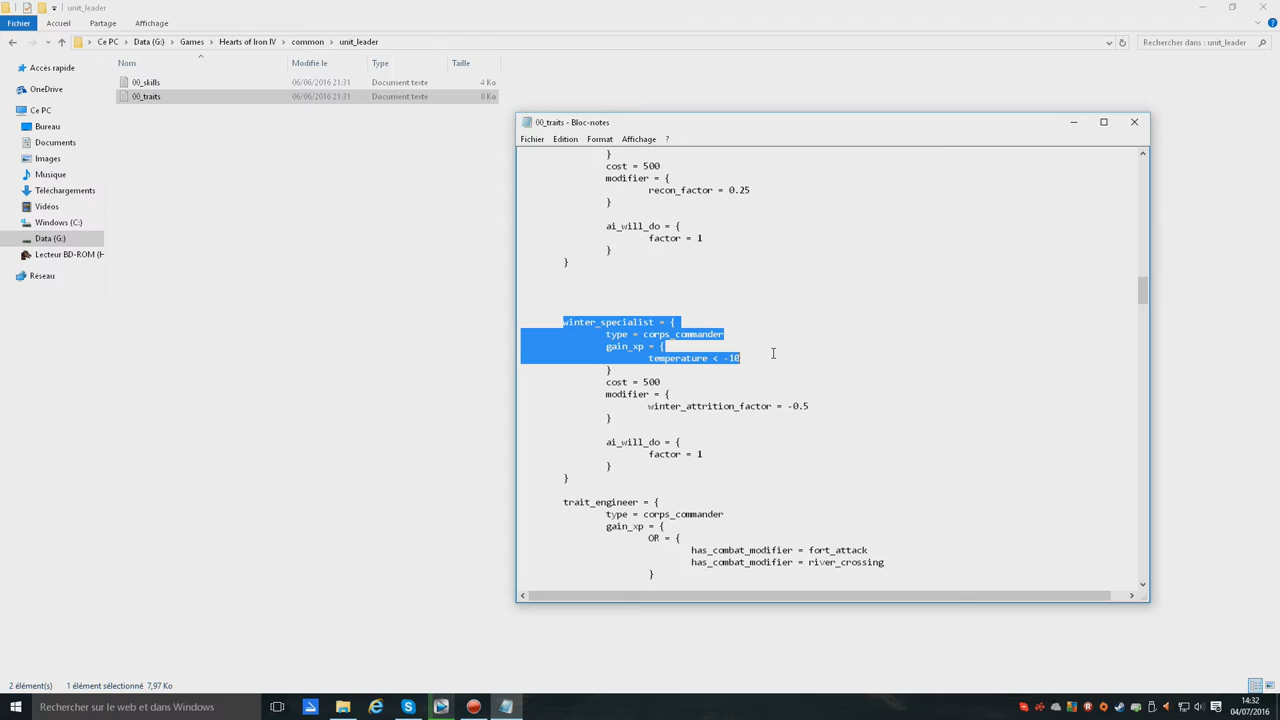 unit_leader
Fichier Accueil Partage Affichage
Ce PC > Data (G:) > Games > Hearts of Iron IV > common > unit_leader
Rechercher dans : unit_leader
Accès rapide
OneDrive
Ce PC
Bureau
Documents
Images
Musique
Téléchargements
Vidéos
Windows (C:)
Data (G:)
Lecteur BD-ROM (H
Réseau
Nom Modifié le Type Taille
00_skills 06/06/2016 21:31 Document texte 4 Ko
00_traits 06/06/2016 21:31 Document texte 8 Ko
00_traits - Bloc-notes
Fichier Edition Format Affichage ?
}
cost = 500
modifier = {
recon_factor = 0.25
}
ai_will_do = {
factor = 1
}
}
winter_specialist = {
type = corps_commander
gain_xp = {
temperature < -10
}
cost = 500
modifier = {
winter_attrition_factor = -0.5
}
ai_will_do = {
factor = 1
}
}
trait_engineer = {
type = corps_commander
gain_xp = {
OR = {
has_combat_modifier = fort_attack
has_combat_modifier = river_crossing
}
2 élément(s) 1 élément sélectionné 7,97 Ko
Rechercher sur le web et dans Windows
14:32
04/07/2016